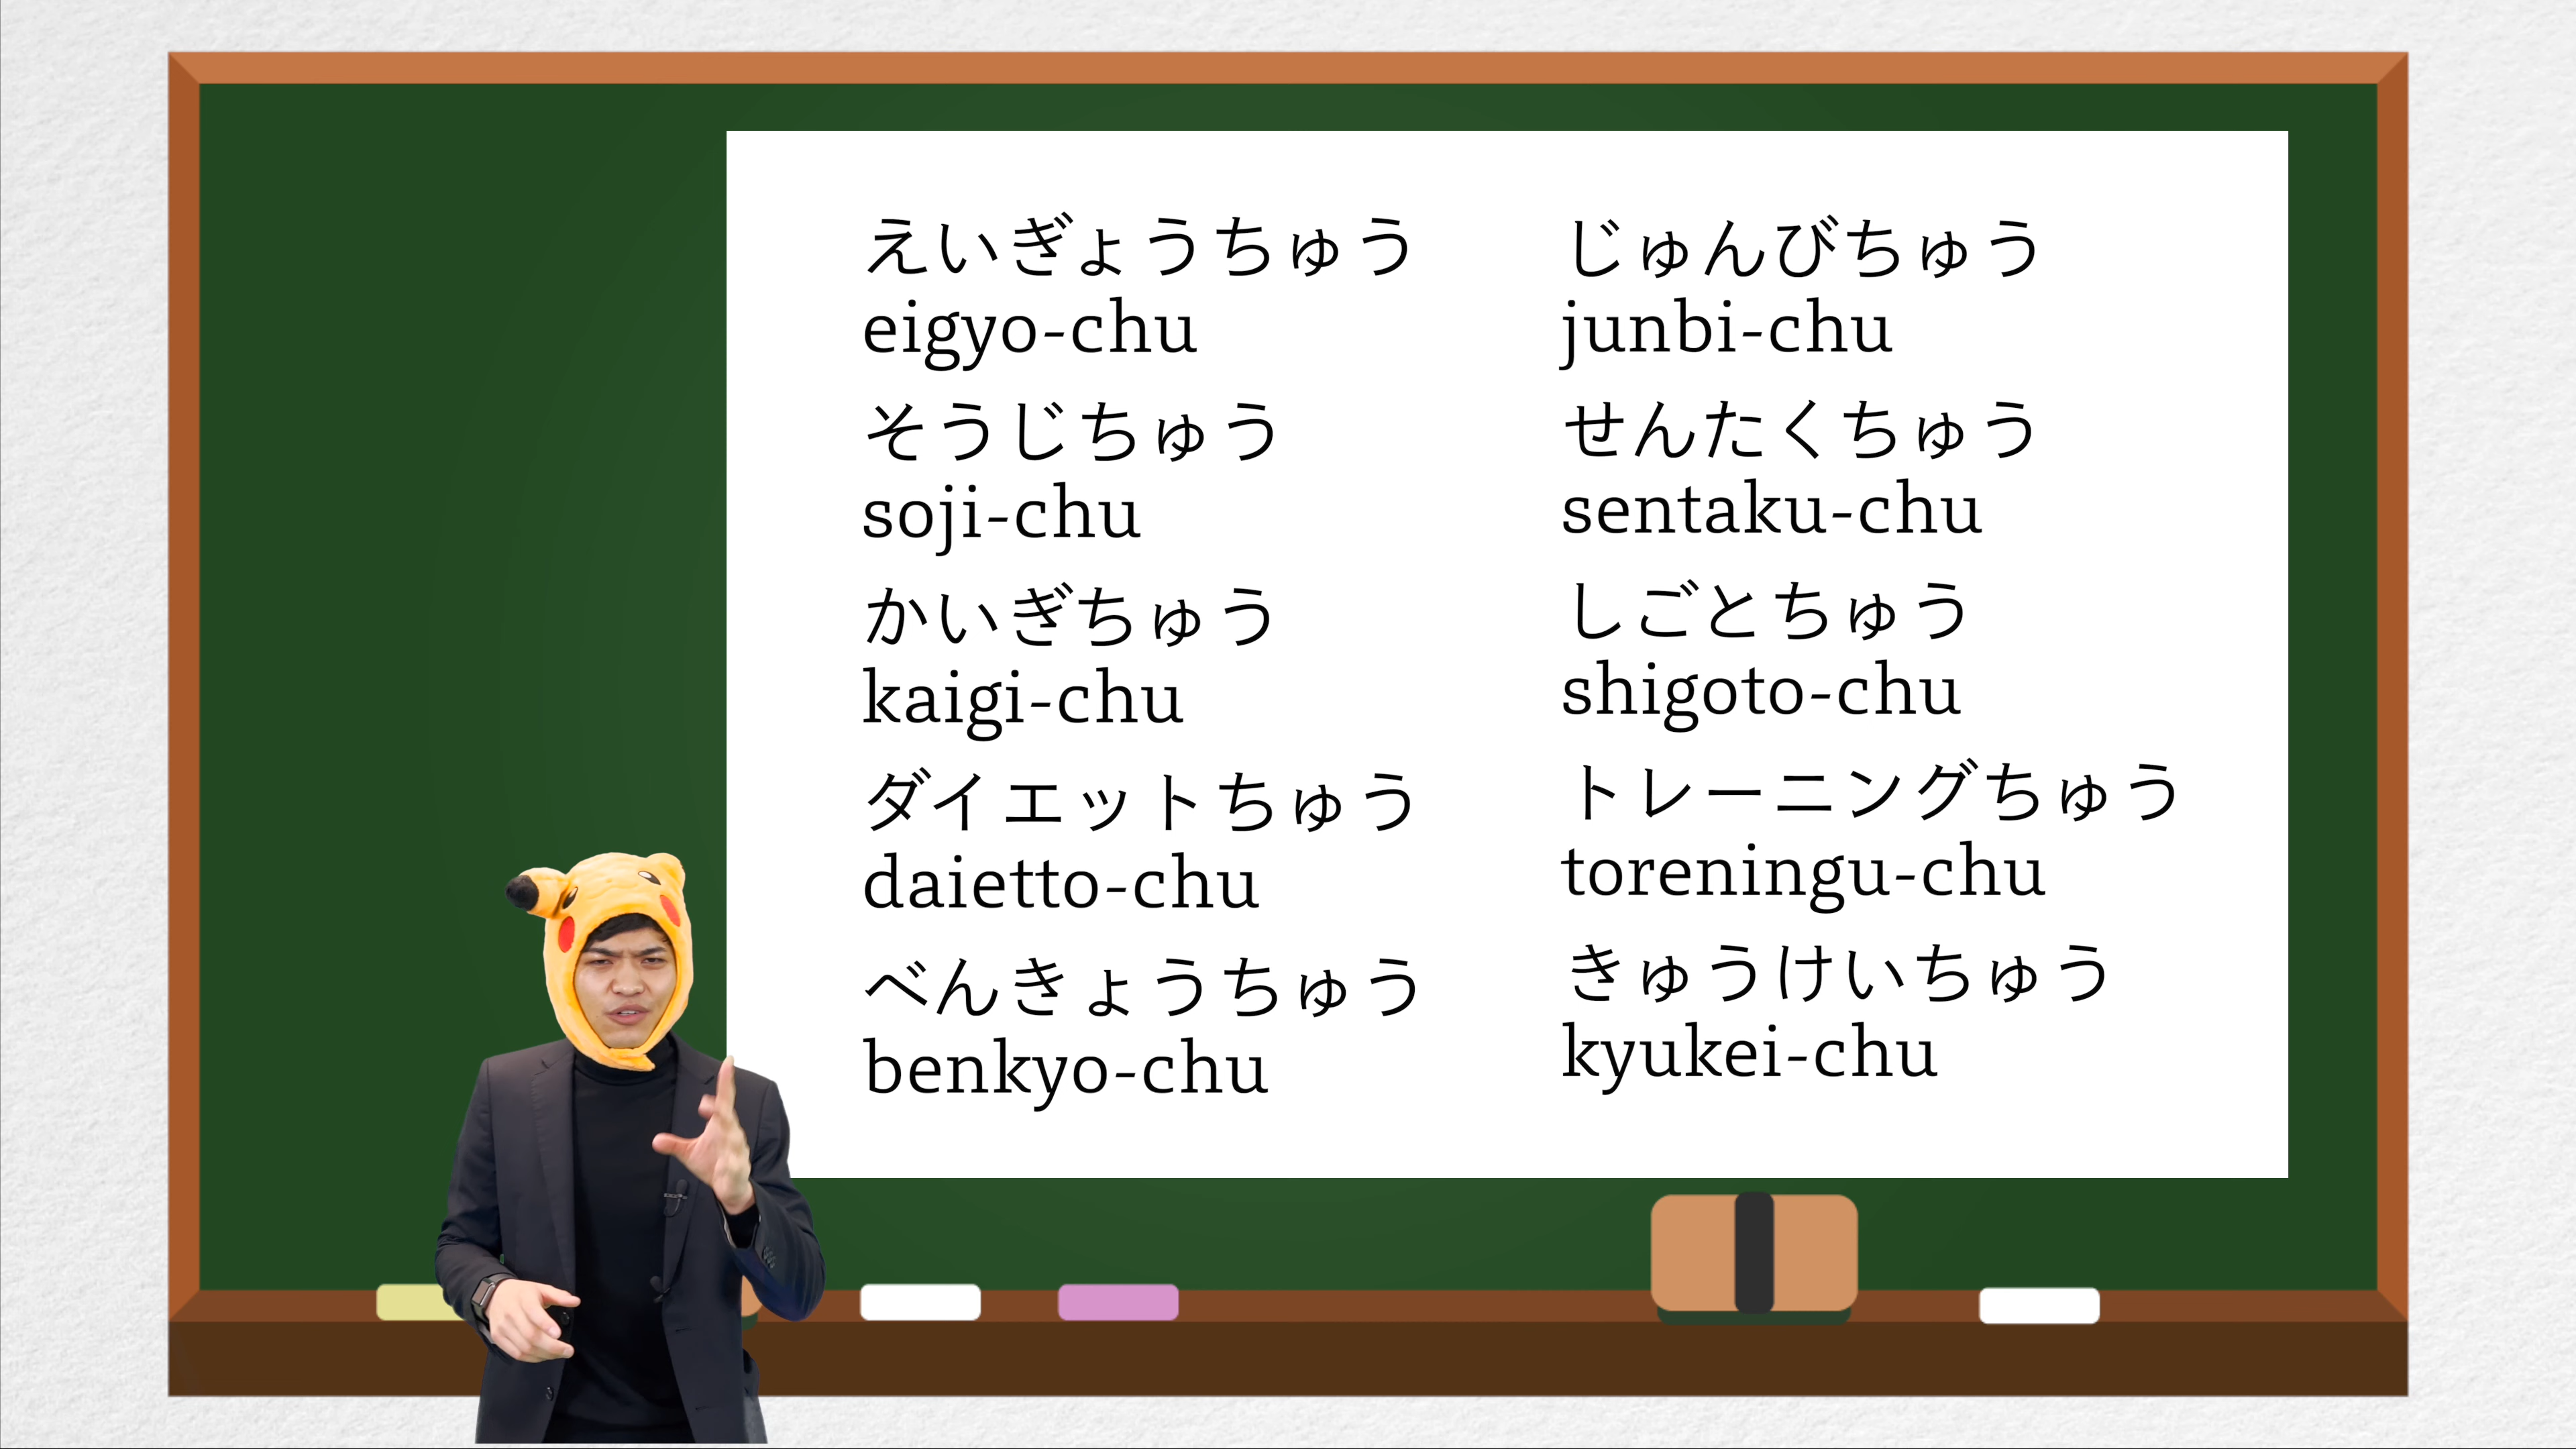 えいぎょうちゅう
eigyo-chu
そうじちゅう
soji-chu
かいぎちゅう
kaigi-chu
ダイエットちゅう
daietto-chu
べんきょうちゅう
benkyo-chu
じゅんびちゅう
junbi-chu
せんたくちゅう
sentaku-chu
しごとちゅう
shigoto-chu
トレーニングちゅう
toreningu-chu
きゅうけいちゅう
kyukei-chu